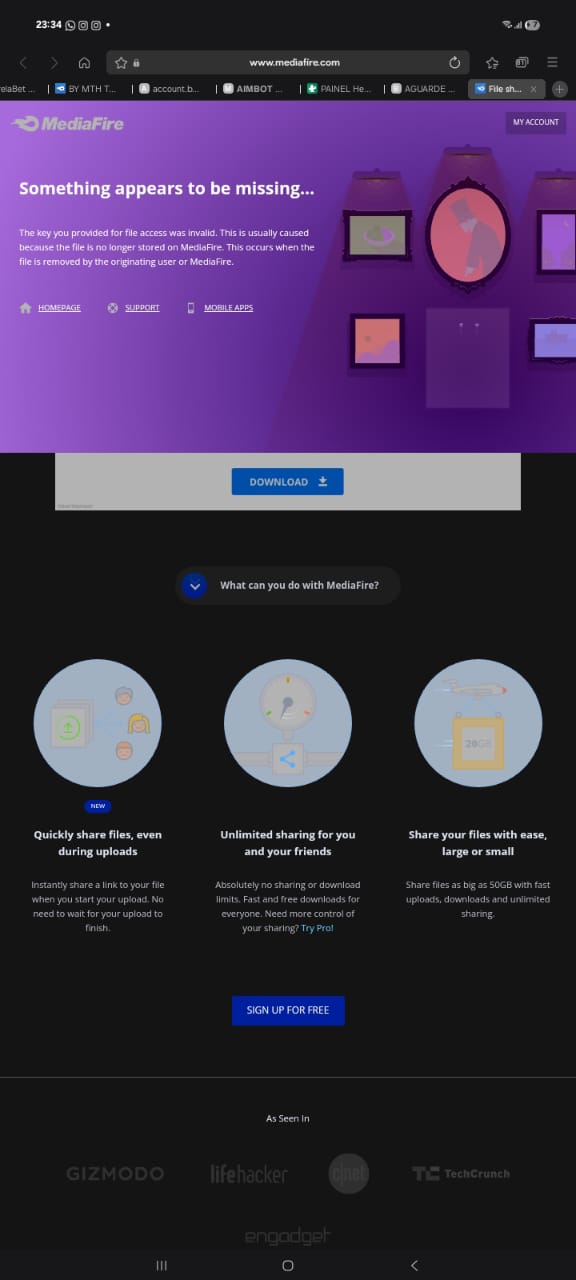 23:34
7
www.mediafire.com
81
relaBet ...
BY MTH T...
A account.b...
M AIMBOT ...
PAINEL He...
B AGUARDE ...
File sh... X
MediaFire
MY ACCOUNT
Something appears to be missing...
The key you provided for file access was invalid. This is usually caused
because the file is no longer stored on MediaFire. This occurs when the
file is removed by the originating user or MediaFire.
HOMEPAGE
SUPPORT
MOBILE APPS
DOWNLOAD
Advertisement
What can you do with MediaFire?
20GB
NEW
Quickly share files, even
during uploads
Instantly share a link to your file
when you start your upload. No
need to wait for your upload to
finish.
Unlimited sharing for you
and your friends
Absolutely no sharing or download
limits. Fast and free downloads for
everyone. Need more control of
your sharing? Try Pro!
Share your files with ease,
large or small
Share files as big as 50GB with fast
uploads, downloads and unlimited
sharing.
SIGN UP FOR FREE
As Seen In
GIZMODO
lifehacker
c|net
TC TechCrunch
engadget